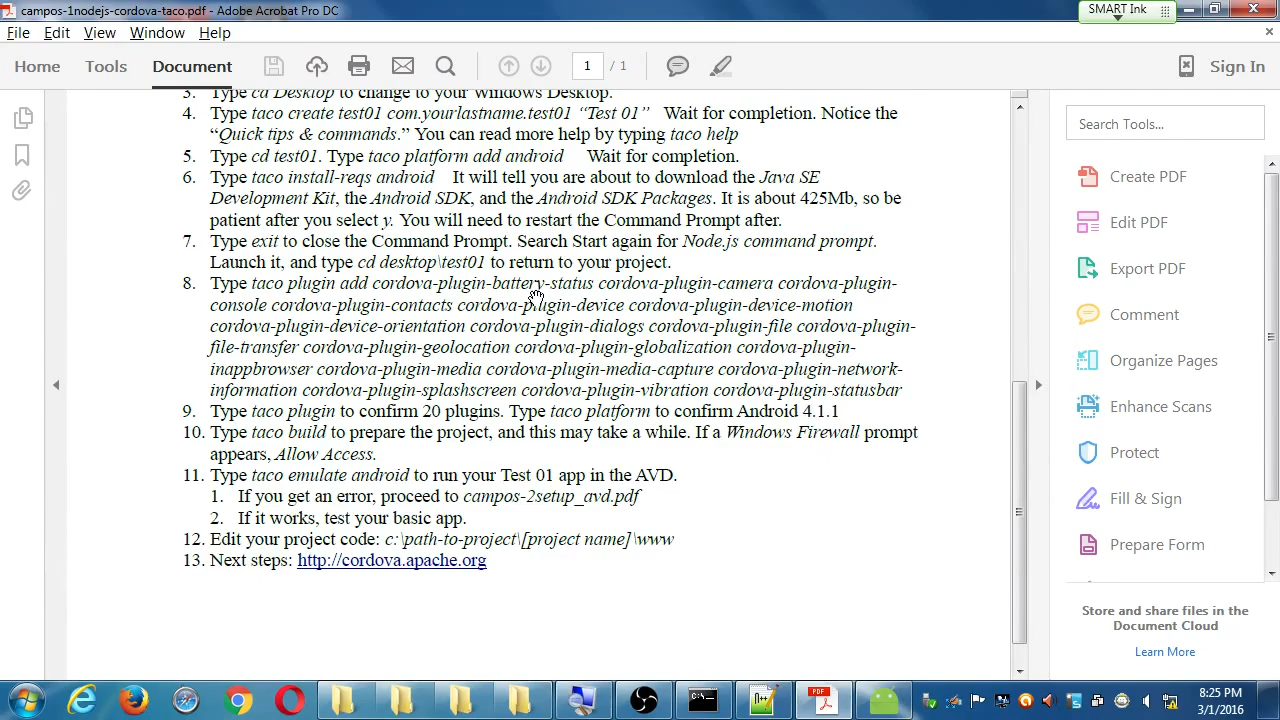 campos-1nodejs-cordova-taco.pdf - Adobe Acrobat Pro DC
SMART Ink
File Edit View Window Help
Home Tools Document 1 / 1 Sign In
3. Type cd Desktop to change to your Windows Desktop.
4. Type taco create test01 com.yourlastname.test01 “Test 01” Wait for completion. Notice the
“Quick tips & commands.” You can read more help by typing taco help
5. Type cd test01. Type taco platform add android Wait for completion.
6. Type taco install-reqs android It will tell you are about to download the Java SE
Development Kit, the Android SDK, and the Android SDK Packages. It is about 425Mb, so be
patient after you select y. You will need to restart the Command Prompt after.
7. Type exit to close the Command Prompt. Search Start again for Node.js command prompt.
Launch it, and type cd desktop\test01 to return to your project.
8. Type taco plugin add cordova-plugin-battery-status cordova-plugin-camera cordova-plugin-
console cordova-plugin-contacts cordova-plugin-device cordova-plugin-device-motion
cordova-plugin-device-orientation cordova-plugin-dialogs cordova-plugin-file cordova-plugin-
file-transfer cordova-plugin-geolocation cordova-plugin-globalization cordova-plugin-
inappbrowser cordova-plugin-media cordova-plugin-media-capture cordova-plugin-network-
information cordova-plugin-splashscreen cordova-plugin-vibration cordova-plugin-statusbar
9. Type taco plugin to confirm 20 plugins. Type taco platform to confirm Android 4.1.1
10. Type taco build to prepare the project, and this may take a while. If a Windows Firewall prompt
appears, Allow Access.
11. Type taco emulate android to run your Test 01 app in the AVD.
1. If you get an error, proceed to campos-2setup_avd.pdf
2. If it works, test your basic app.
12. Edit your project code: c:\path-to-project\[project name]\www
13. Next steps: http://cordova.apache.org
Search Tools...
Create PDF
Edit PDF
Export PDF
Comment
Organize Pages
Enhance Scans
Protect
Fill & Sign
Prepare Form
Store and share files in the
Document Cloud
Learn More
PDF
C:\_
8:25 PM
3/1/2016